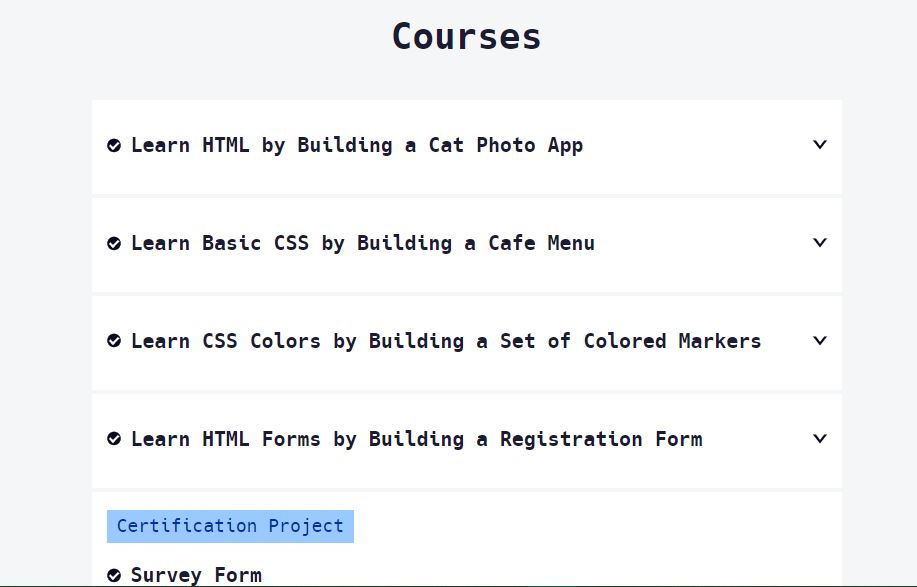 Courses
Learn HTML by Building a Cat Photo App
Learn Basic CSS by Building a Cafe Menu
Learn CSS Colors by Building a Set of Colored Markers
Learn HTML Forms by Building a Registration Form
Certification Project
Survey Form